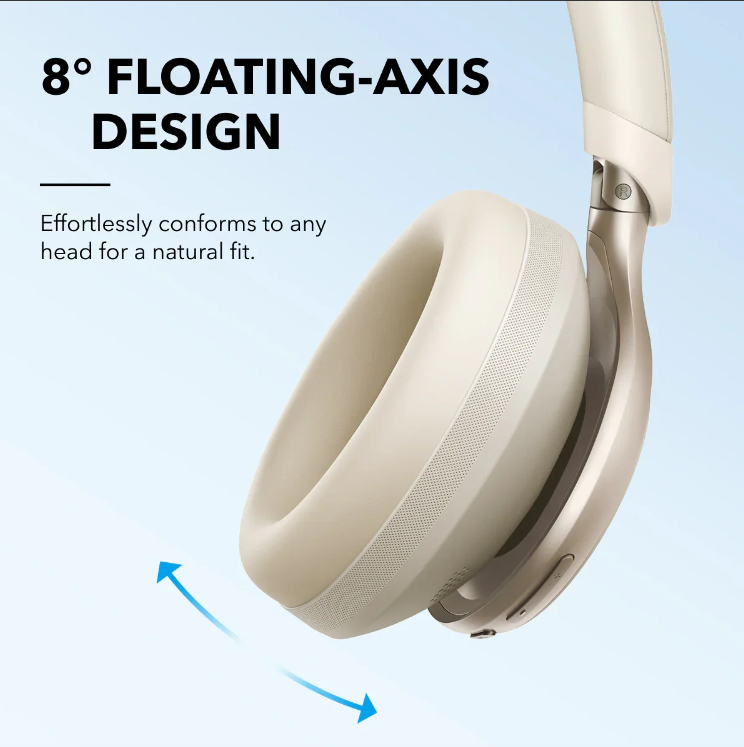 8° FLOATING-AXIS
DESIGN
Effortlessly conforms to any
head for a natural fit.